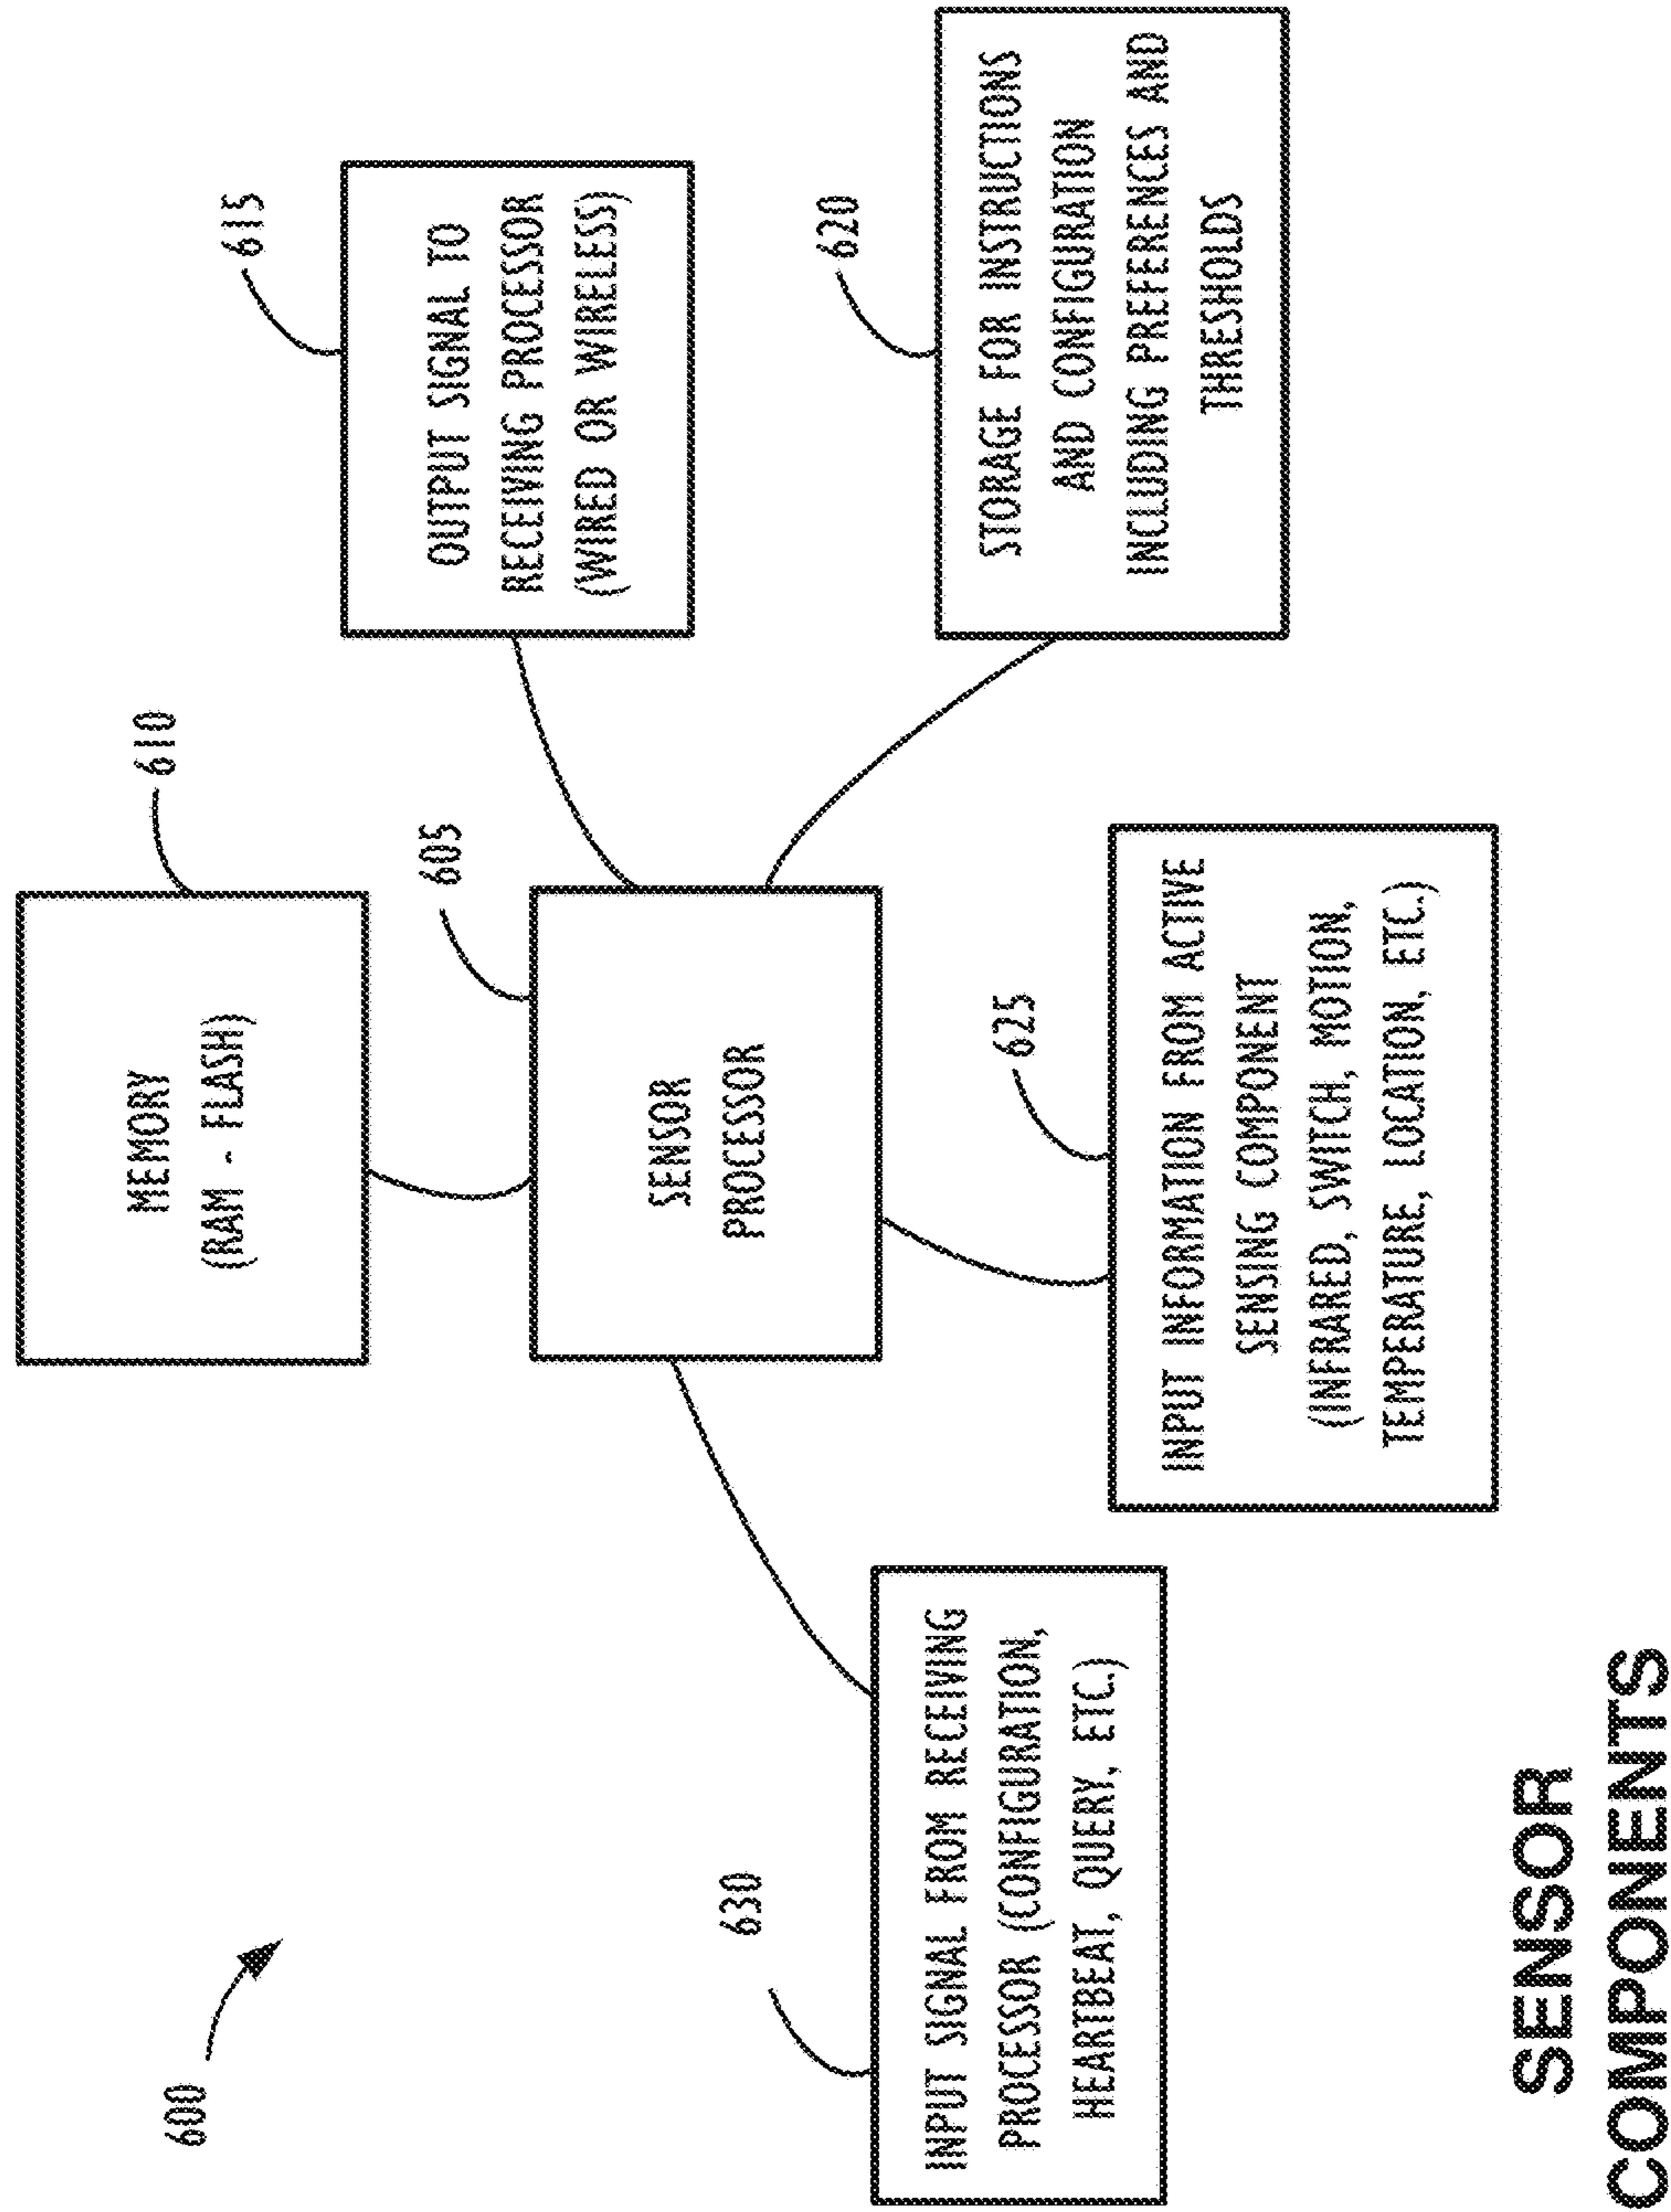 600
610
MEMORY
(RAM - FLASH)
605
SENSOR
PROCESSOR
615
OUTPUT SIGNAL TO
RECEIVING PROCESSOR
(WIRED OR WIRELESS)
620
STORAGE FOR INSTRUCTIONS
AND CONFIGURATION
INCLUDING PREFERENCES AND
THRESHOLDS
625
INPUT INFORMATION FROM ACTIVE
SENSING COMPONENT
(INFRARED, SWITCH, MOTION,
TEMPERATURE, LOCATION, ETC.)
630
INPUT SIGNAL FROM RECEIVING
PROCESSOR (CONFIGURATION,
HEARTBEAT, QUERY, ETC.)
SENSOR
COMPONENTS